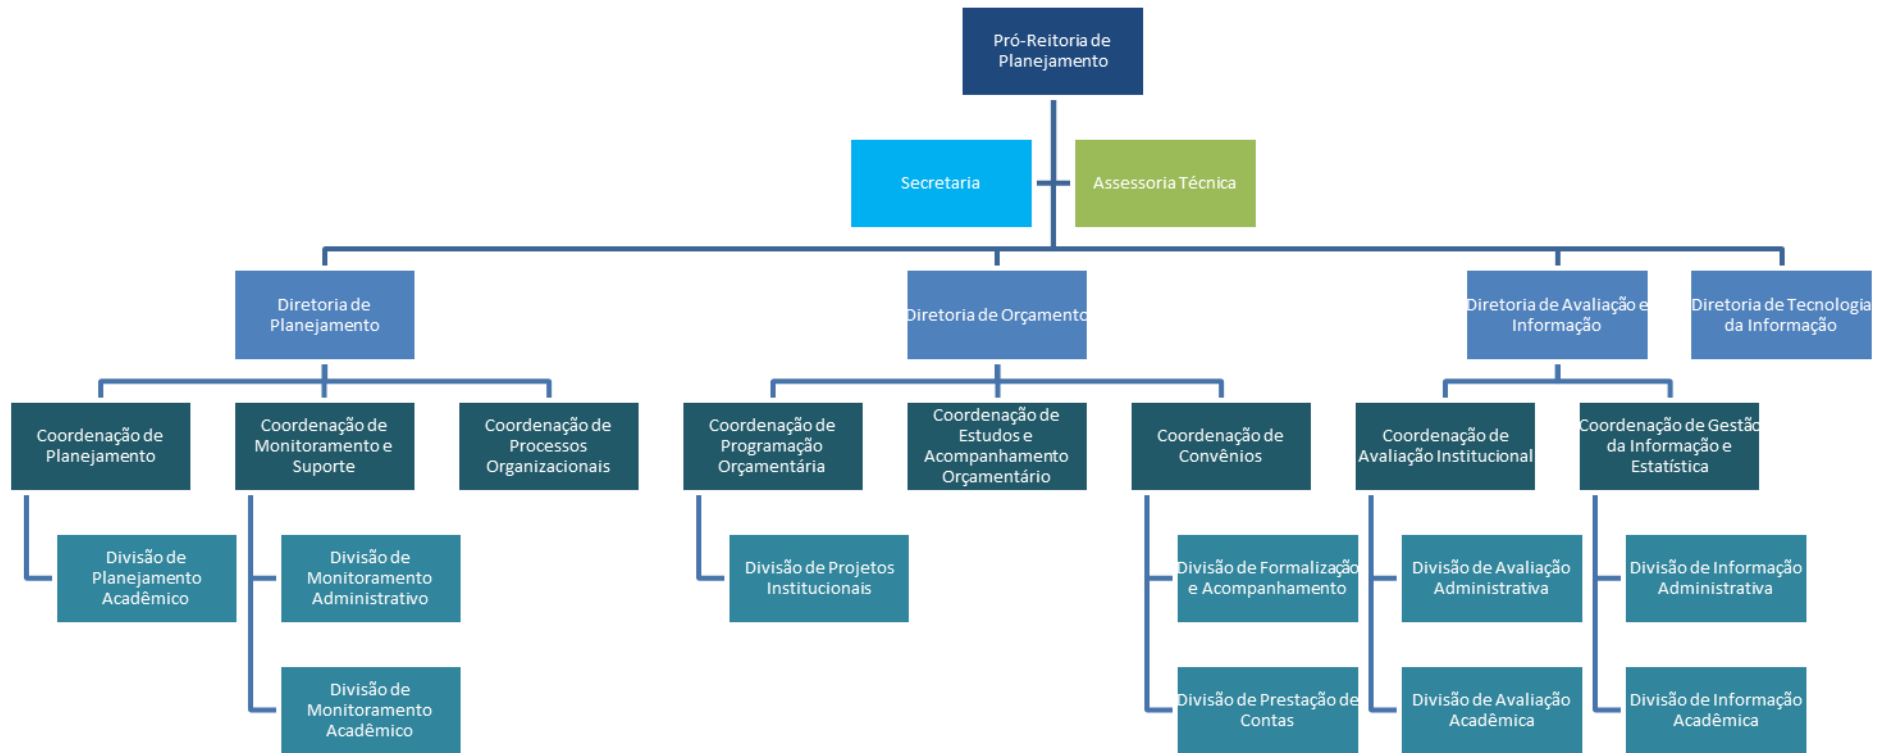 Pró-Reitoria de
Planejamento
Secretaria
Assessoria Técnica
Diretoria de
Planejamento
Diretoria de Orçamento
Diretoria de Avaliação e
Informação
Diretoria de Tecnologia
da Informação
Coordenação de
Planejamento
Coordenação de
Monitoramento e
Suporte
Coordenação de
Processos
Organizacionais
Coordenação de
Programação
Orçamentária
Coordenação de
Estudos e
Acompanhamento
Orçamentário
Coordenação de
Convênios
Coordenação de
Avaliação Institucional
Coordenação de Gestão
da Informação e
Estatística
Divisão de
Planejamento
Acadêmico
Divisão de
Monitoramento
Administrativo
Divisão de Projetos
Institucionais
Divisão de Formalização
e Acompanhamento
Divisão de Avaliação
Administrativa
Divisão de Informação
Administrativa
Divisão de
Monitoramento
Acadêmico
Divisão de Prestação de
Contas
Divisão de Avaliação
Acadêmica
Divisão de Informação
Acadêmica